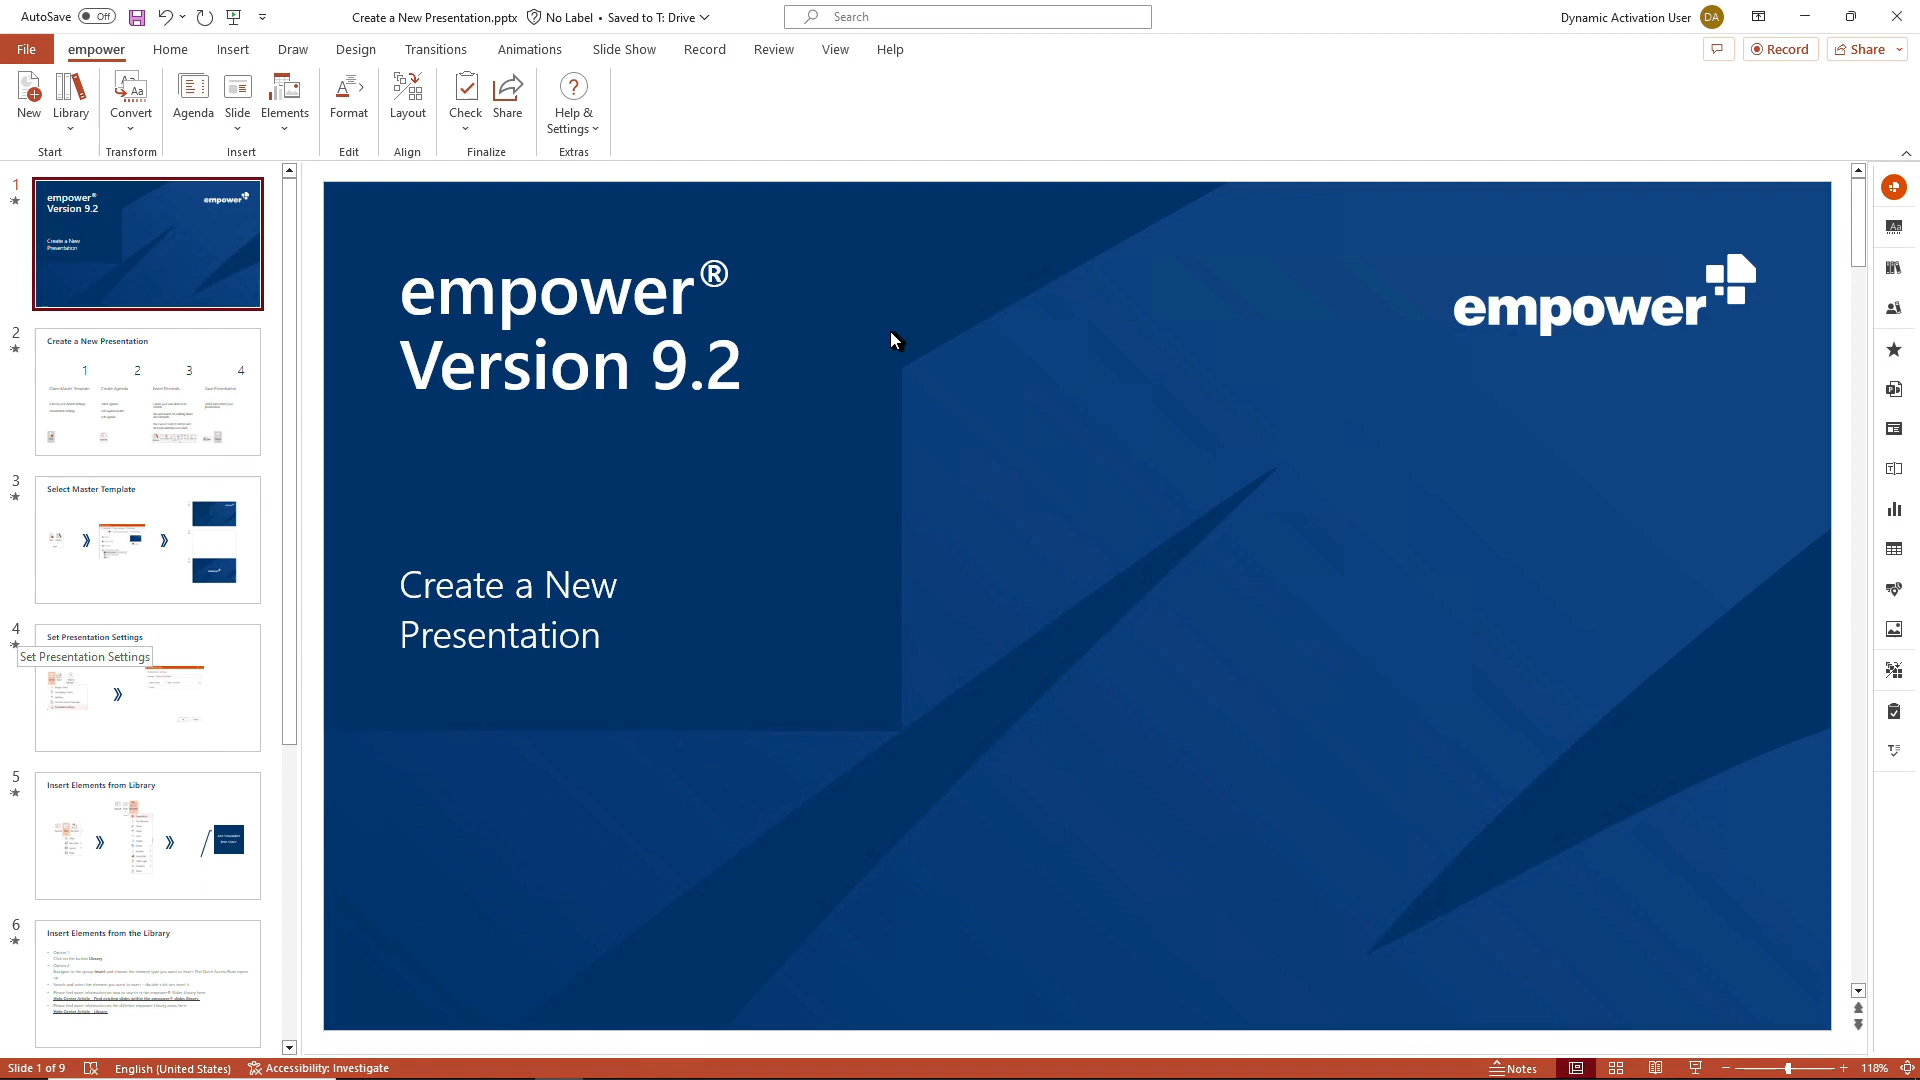 AutoSave Off
Create a New Presentation.pptx No Label • Saved to T: Drive
Search
Dynamic Activation User DA
File empower Home Insert Draw Design Transitions Animations Slide Show Record Review View Help
Record Share
New Library Convert Agenda Slide Elements Format Layout Check Share Help &
Settings
Start Transform Insert Edit Align Finalize Extras
1
empower®
Version 9.2
empower
Create a New
Presentation
2
Create a New Presentation
1 2 3 4
3
Select Master Template
4
Set Presentation Settings
Set Presentation Settings
5
Insert Elements from Library
6
Insert Elements from the Library
empower®
Version 9.2
empower
Create a New
Presentation
Slide 1 of 9 English (United States) Accessibility: Investigate Notes 118%